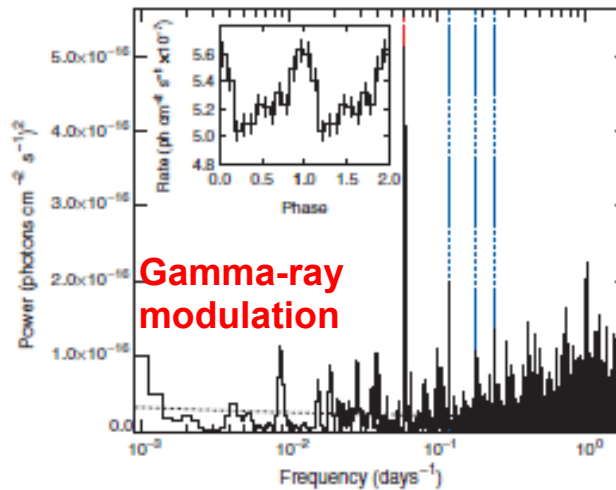 Power (photons cm⁻² s⁻¹)²
5.0×10⁻¹⁶
4.0×10⁻¹⁶
3.0×10⁻¹⁶
2.0×10⁻¹⁶
1.0×10⁻¹⁶
0.0
Rate (ph cm⁻² s⁻¹ ×10⁻⁷)
5.6
5.4
5.2
5.0
4.8
0.0 0.5 1.0 1.5 2.0
Phase
Gamma-ray
modulation
10⁻³ 10⁻² 10⁻¹ 10⁰
Frequency (days⁻¹)